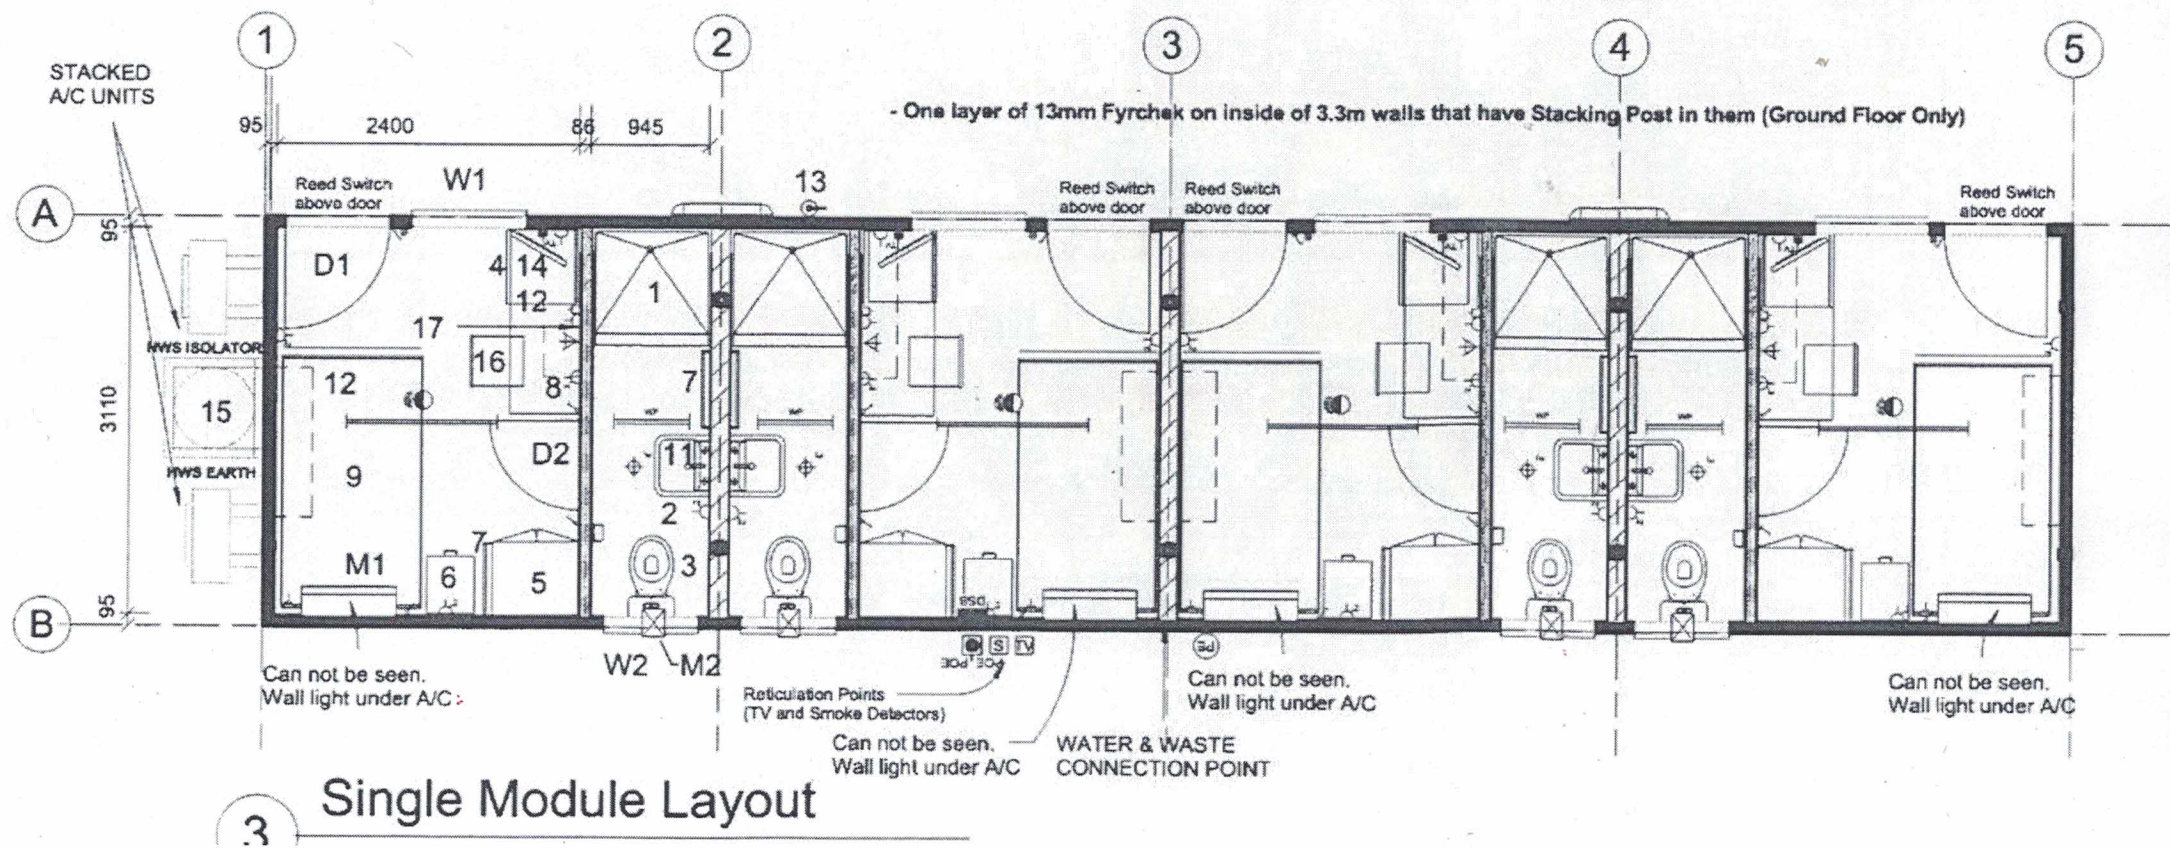 1
2
3
4
5
STACKED
A/C UNITS
- One layer of 13mm Fyrchek on inside of 3.3m walls that have Stacking Post in them (Ground Floor Only)
95
2400
86
945
W1
13
Reed Switch
above door
Reed Switch
above door
Reed Switch
above door
Reed Switch
above door
A
95
D1
4
14
12
1
17
HWS ISOLATOR
16
12
8
7
15
3110
HWS EARTH
9
D2
11
2
7
M1
6
5
3
95
B
DSB
S
TV
PE
POE
POE
W2
M2
Can not be seen.
Wall light under A/C
Reticulation Points
(TV and Smoke Detectors)
Can not be seen.
Wall light under A/C
WATER & WASTE
CONNECTION POINT
Can not be seen.
Wall light under A/C
Can not be seen.
Wall light under A/C
Single Module Layout
3